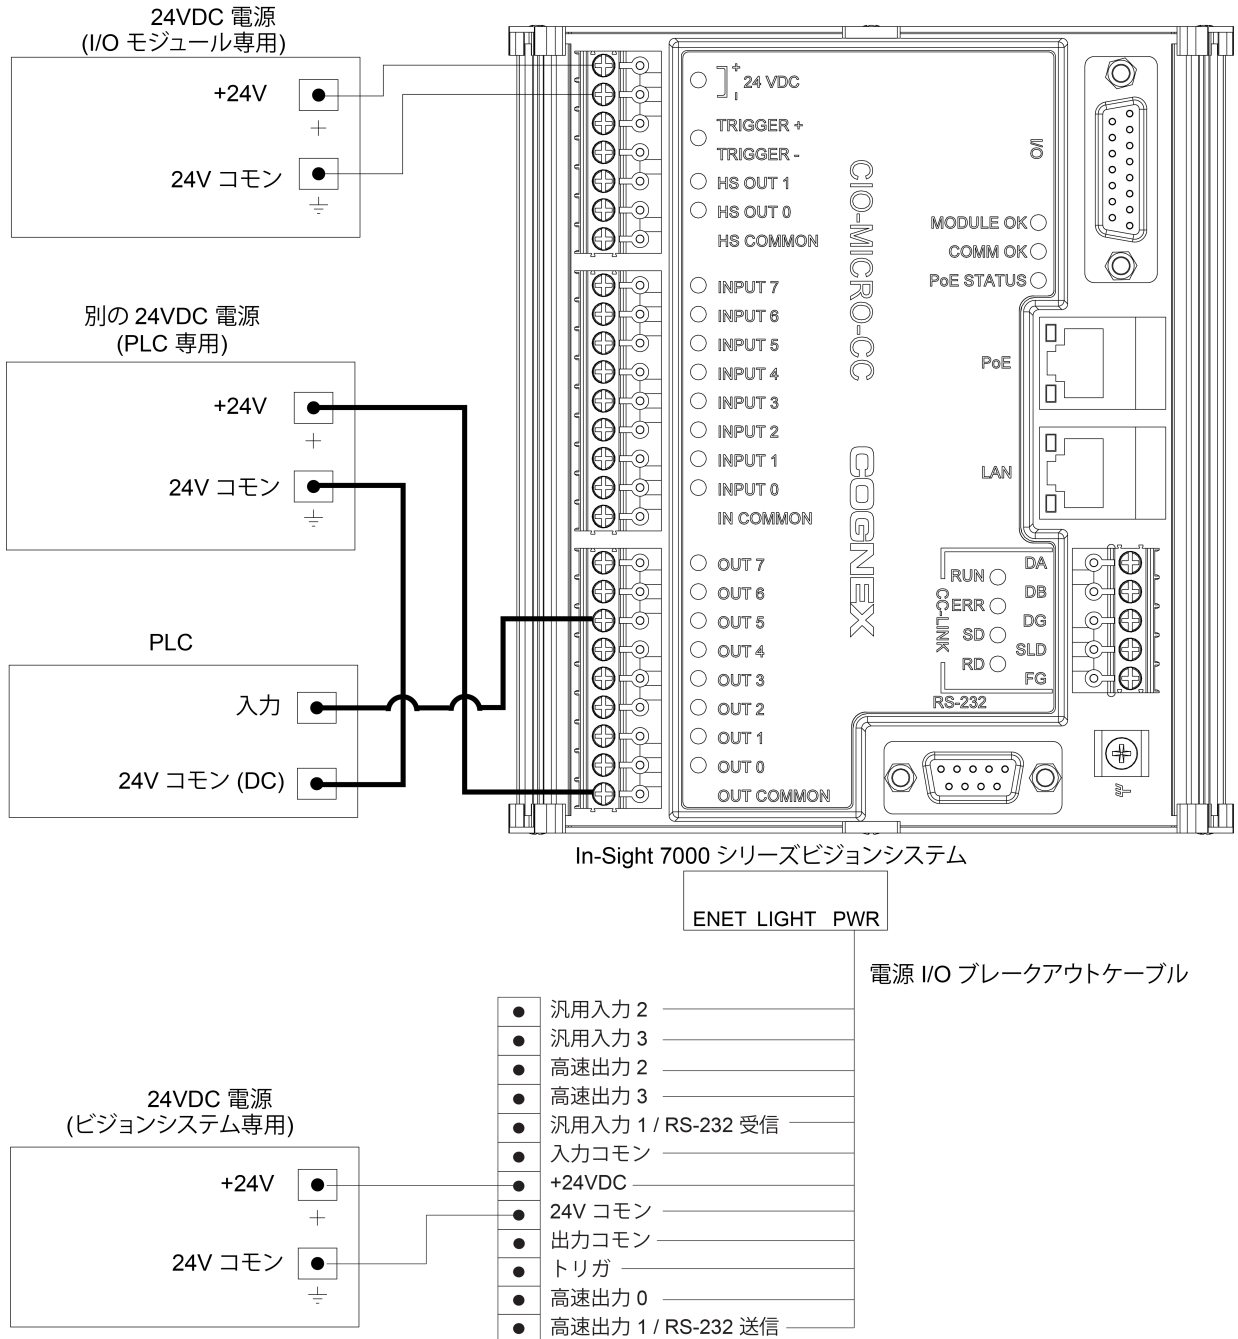 24VDC 電源
(I/O モジュール専用)
+24V
+
24V コモン
別の 24VDC 電源
(PLC 専用)
+24V
+
24V コモン
PLC
入力
24V コモン (DC)
+
-
24 VDC
TRIGGER +
TRIGGER -
HS OUT 1
HS OUT 0
HS COMMON
INPUT 7
INPUT 6
INPUT 5
INPUT 4
INPUT 3
INPUT 2
INPUT 1
INPUT 0
IN COMMON
OUT 7
OUT 6
OUT 5
OUT 4
OUT 3
OUT 2
OUT 1
OUT 0
OUT COMMON
CIO-MICRO-CC
COGNEX
I/O
MODULE OK
COMM OK
PoE STATUS
PoE
LAN
CC-LINK
RUN
ERR
SD
RD
DA
DB
DG
SLD
FG
RS-232
In-Sight 7000 シリーズビジョンシステム
ENET LIGHT PWR
電源 I/O ブレークアウトケーブル
汎用入力 2
汎用入力 3
高速出力 2
高速出力 3
汎用入力 1 / RS-232 受信
入力コモン
+24VDC
24V コモン
出力コモン
トリガ
高速出力 0
高速出力 1 / RS-232 送信
24VDC 電源
(ビジョンシステム専用)
+24V
+
24V コモン